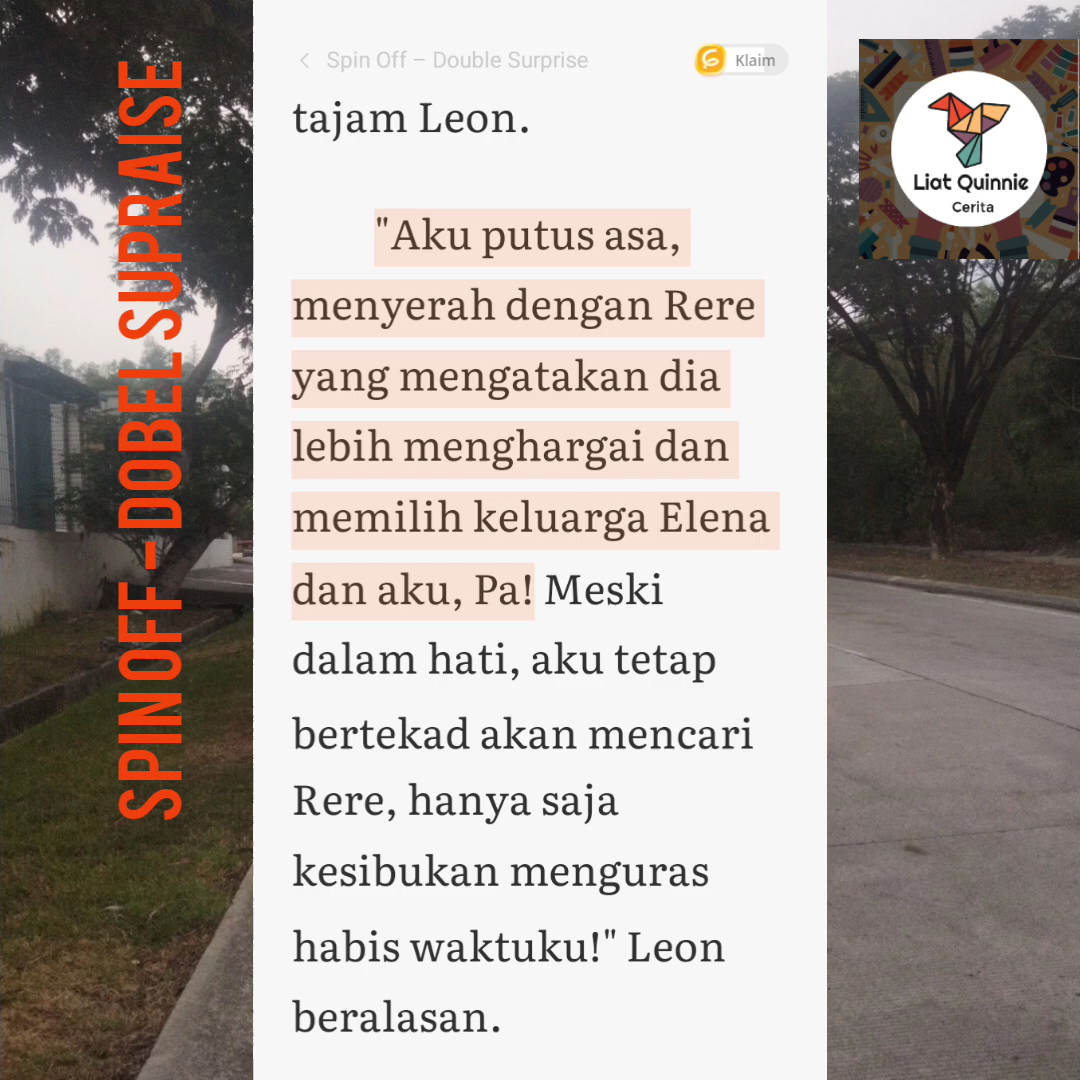 SPIN OFF – DOBEL SUPRAISE
Spin Off – Double Surprise
Klaim
tajam Leon.
"Aku putus asa,
menyerah dengan Rere
yang mengatakan dia
lebih menghargai dan
memilih keluarga Elena
dan aku, Pa! Meski
dalam hati, aku tetap
bertekad akan mencari
Rere, hanya saja
kesibukan menguras
habis waktuku!" Leon
beralasan.
Liat Quinnie
Cerita